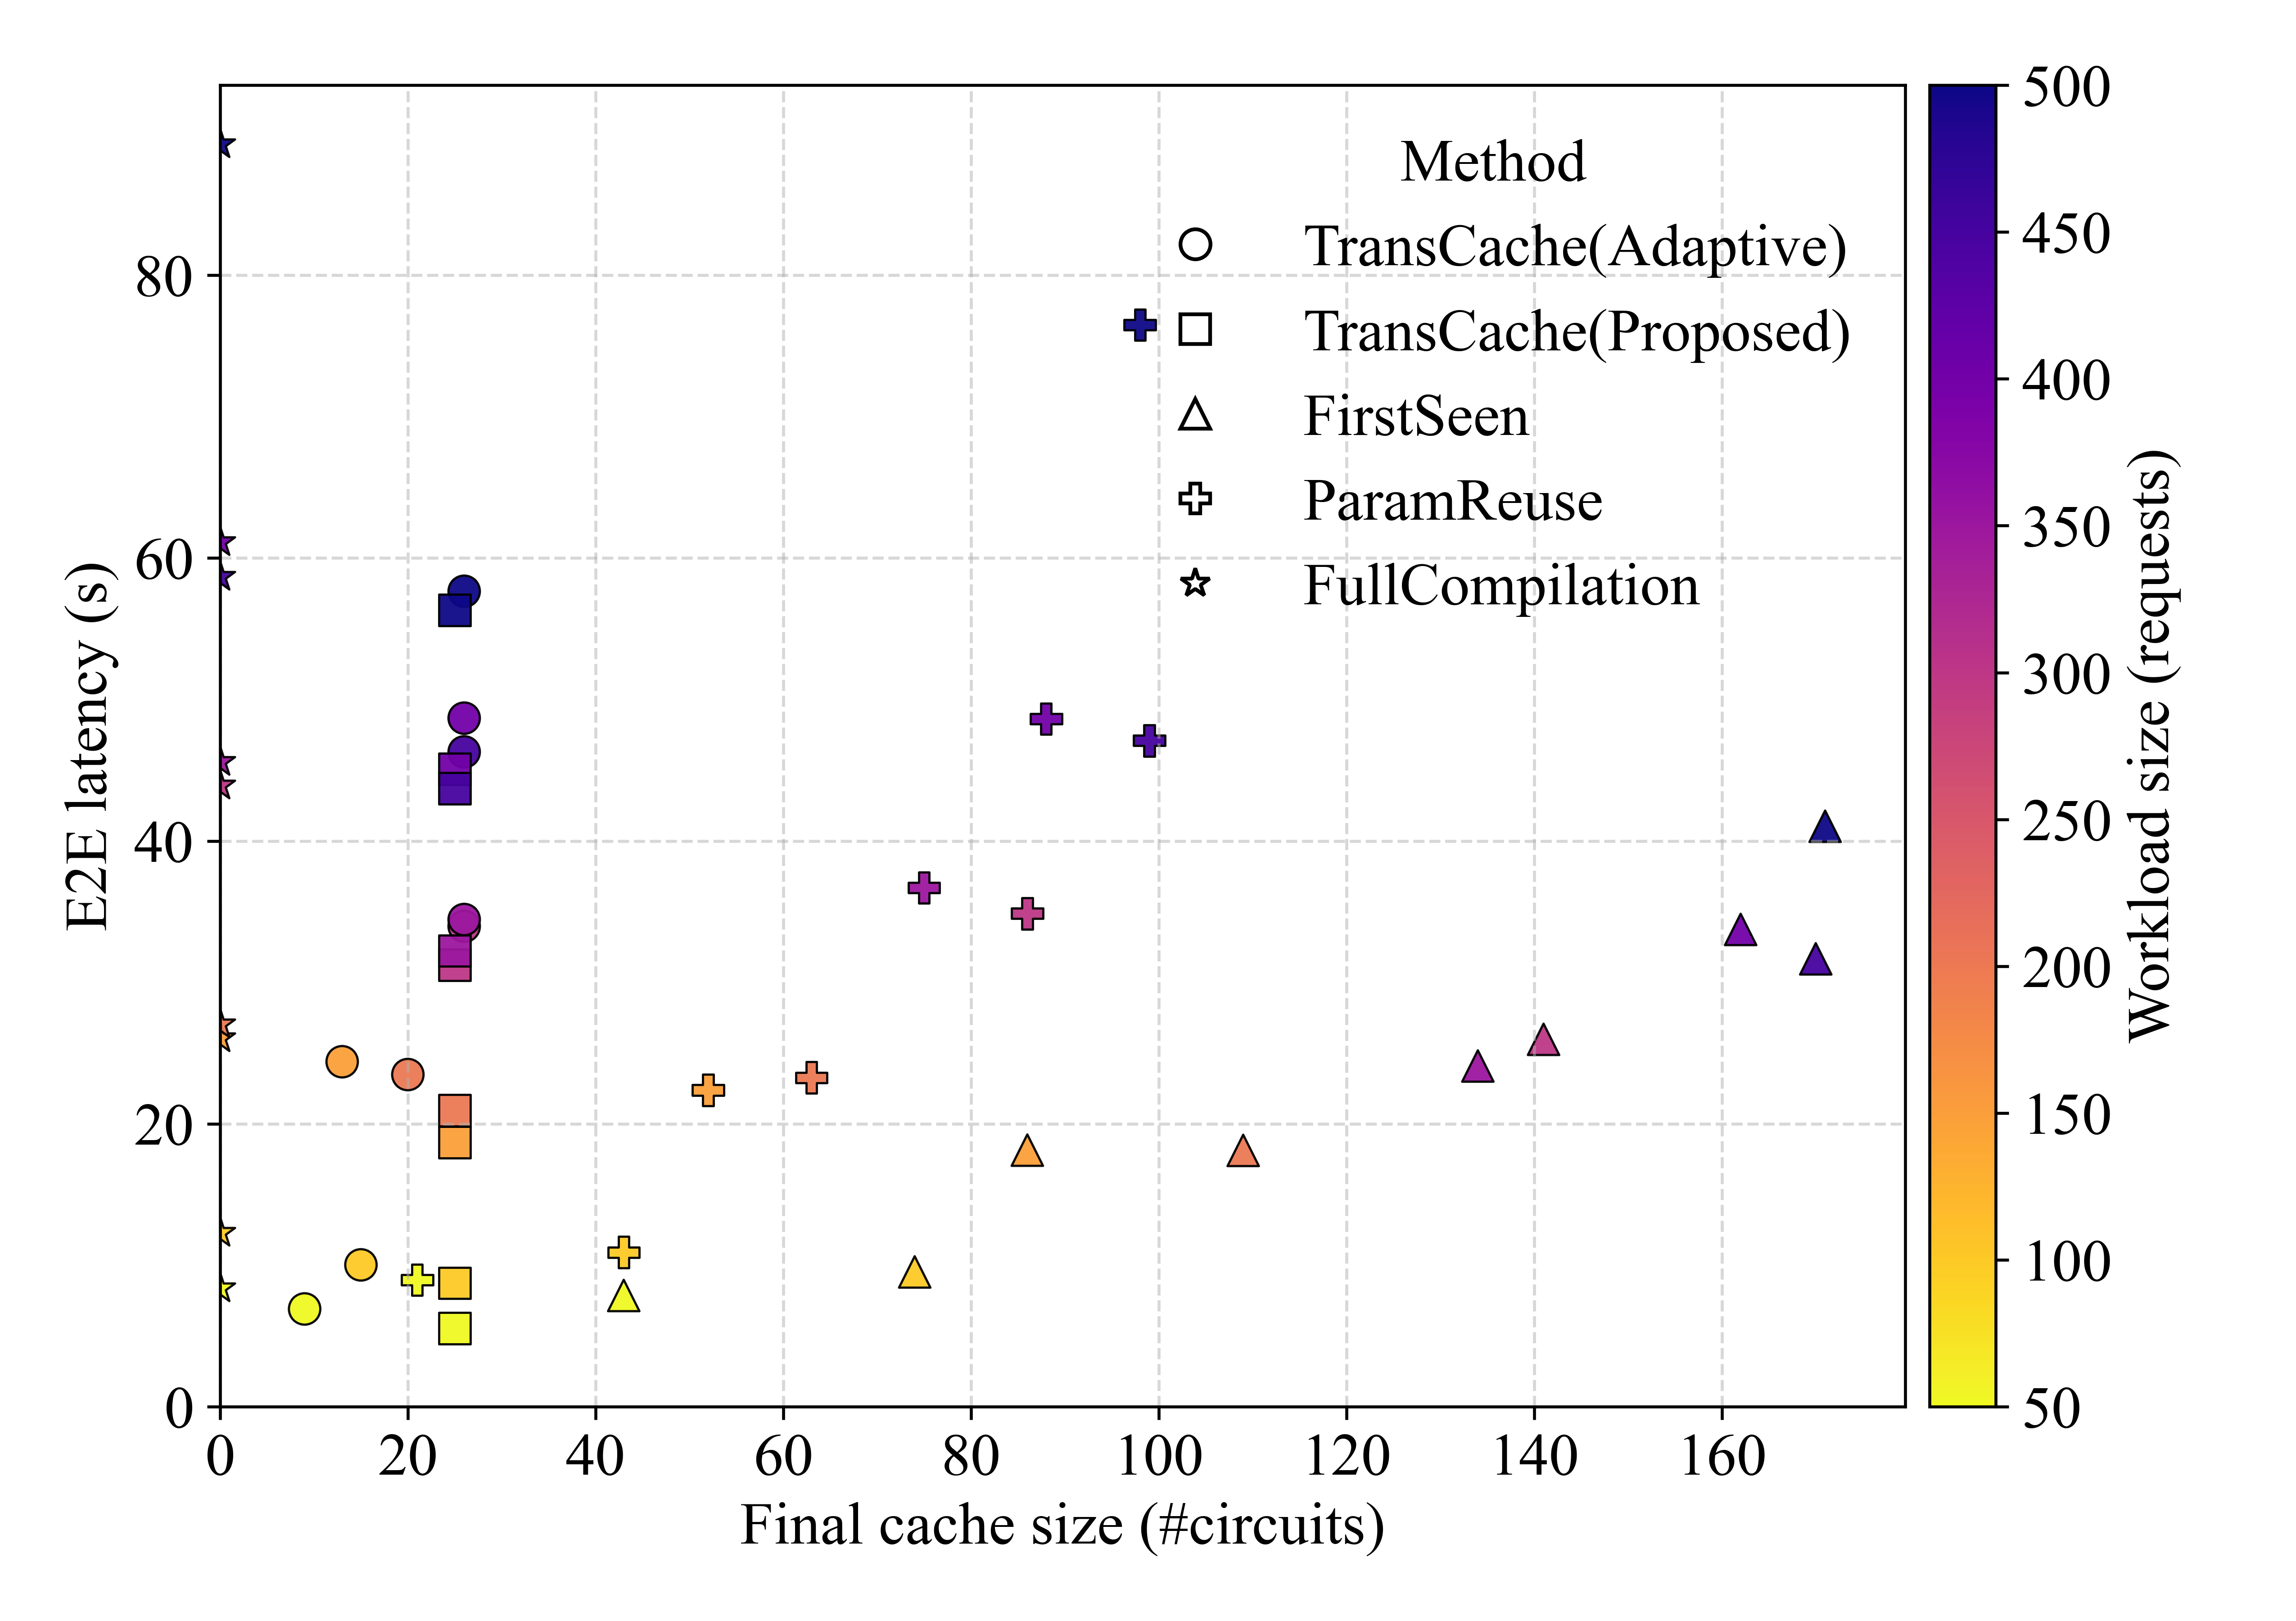 Method
TransCache(Adaptive)
TransCache(Proposed)
FirstSeen
ParamReuse
FullCompilation
80
60
40
20
0
E2E latency (s)
0 20 40 60 80 100 120 140 160
Final cache size (#circuits)
500
450
400
350
300
250
200
150
100
50
Workload size (requests)